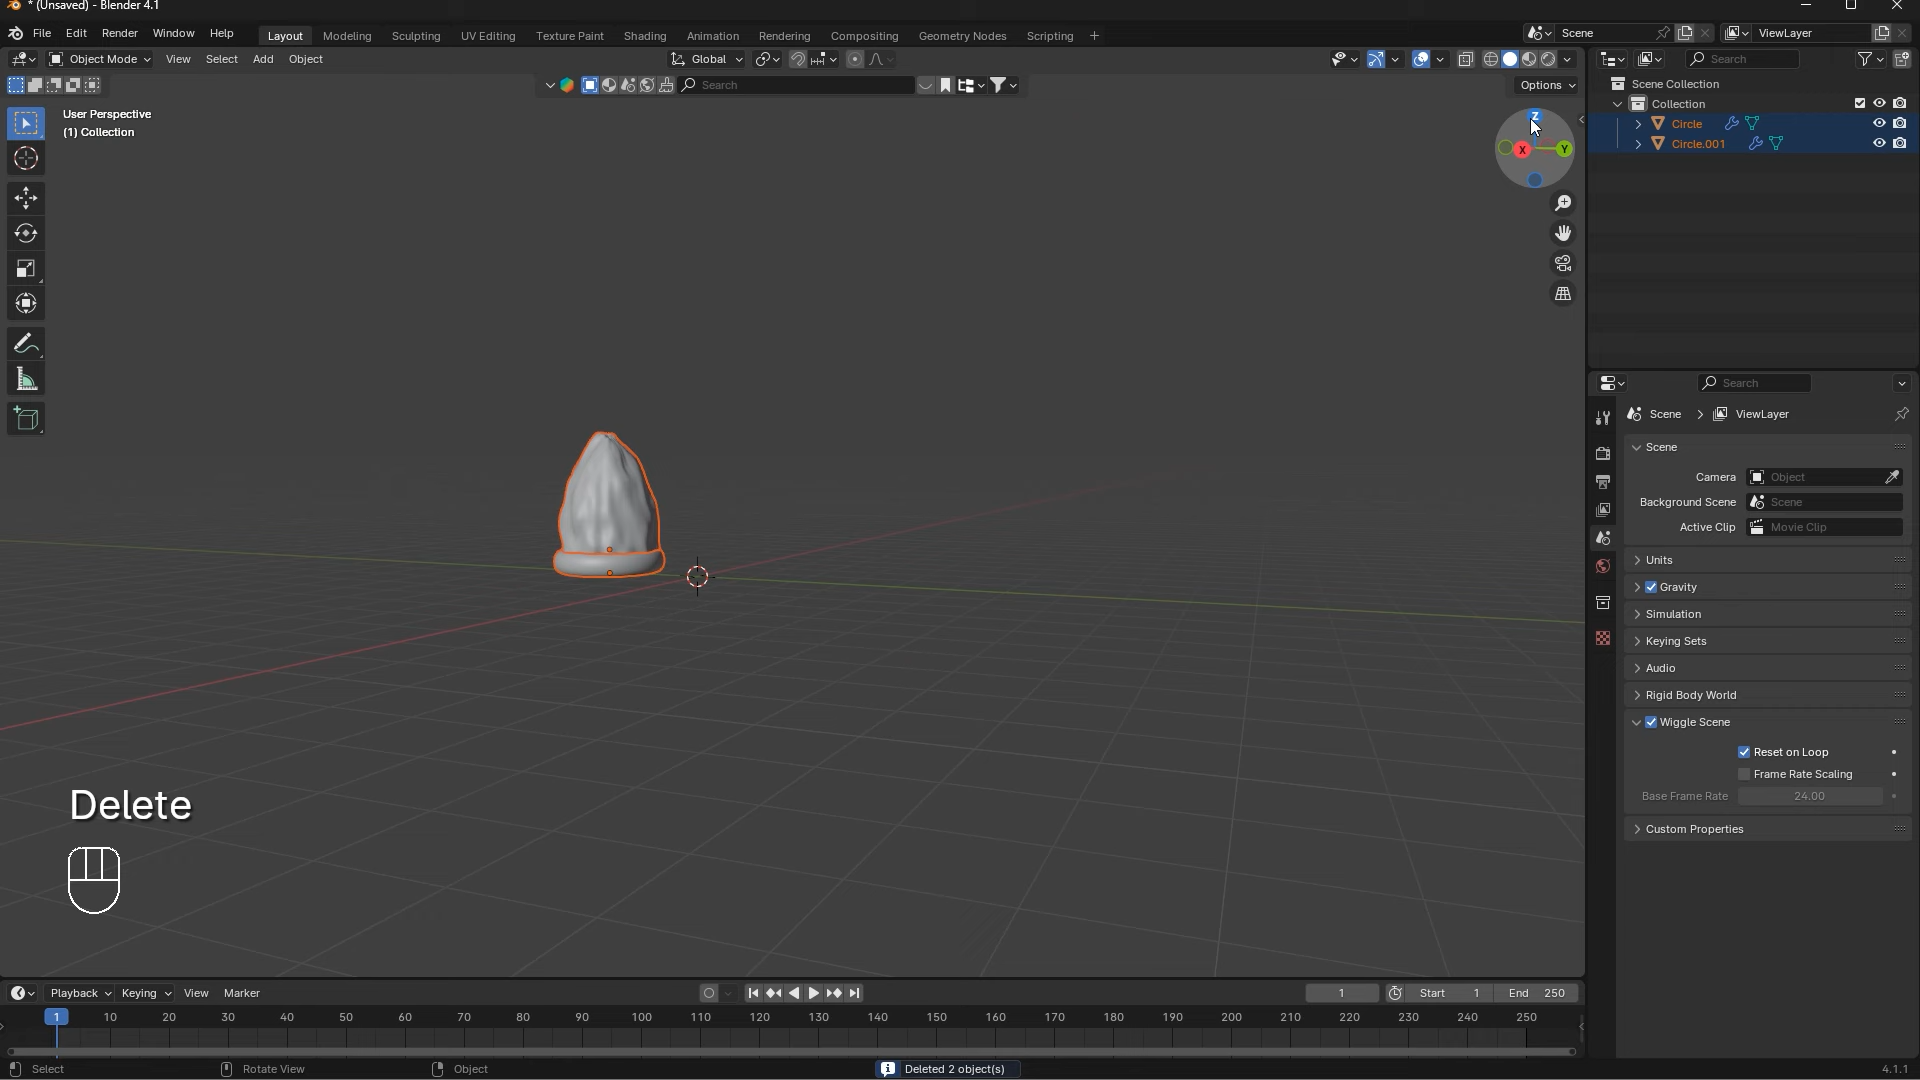 * (Unsaved) - Blender 4.1
File Edit Render Window Help Layout Modeling Sculpting UV Editing Texture Paint Shading Animation Rendering Compositing Geometry Nodes Scripting + Scene ViewLayer
Object Mode View Select Add Object Global Search
Search Options
User Perspective
(1) Collection
Z
X
Y
Scene Collection
Collection
Circle
Circle.001
Search
Scene > ViewLayer
Scene
Camera Object
Background Scene Scene
Active Clip Movie Clip
Units
Gravity
Simulation
Keying Sets
Audio
Rigid Body World
Wiggle Scene
Reset on Loop
Frame Rate Scaling
Base Frame Rate 24.00
Custom Properties
Delete
Playback Keying View Marker 1 Start 1 End 250
1 10 20 30 40 50 60 70 80 90 100 110 120 130 140 150 160 170 180 190 200 210 220 230 240 250
Select Rotate View Object Deleted 2 object(s) 4.1.1